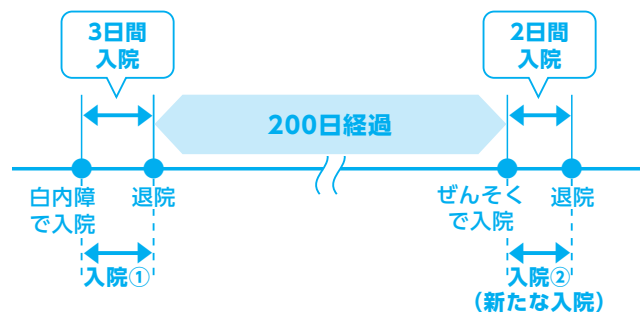 3日間
入院
2日間
入院
200日経過
白内障
で入院
退院
ぜんそく
で入院
退院
入院①
入院②
(新たな入院)